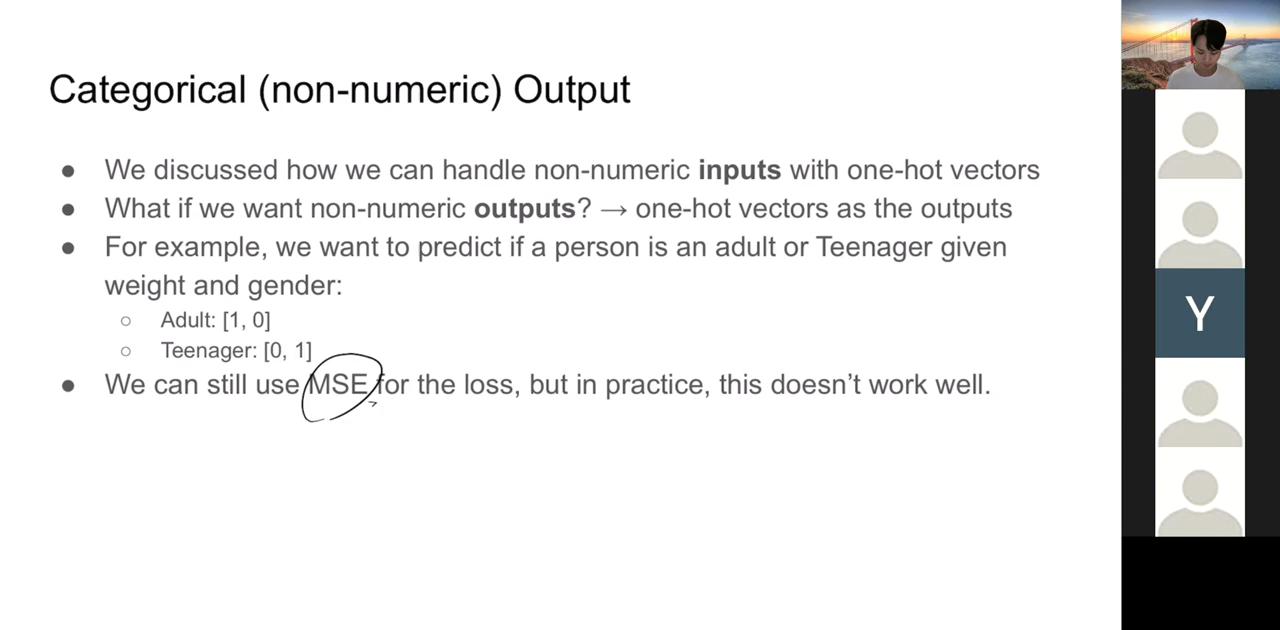 Categorical (non-numeric) Output
● We discussed how we can handle non-numeric inputs with one-hot vectors
● What if we want non-numeric outputs? → one-hot vectors as the outputs
● For example, we want to predict if a person is an adult or Teenager given
weight and gender:
○ Adult: [1, 0]
○ Teenager: [0, 1]
● We can still use MSE for the loss, but in practice, this doesn’t work well.
Y